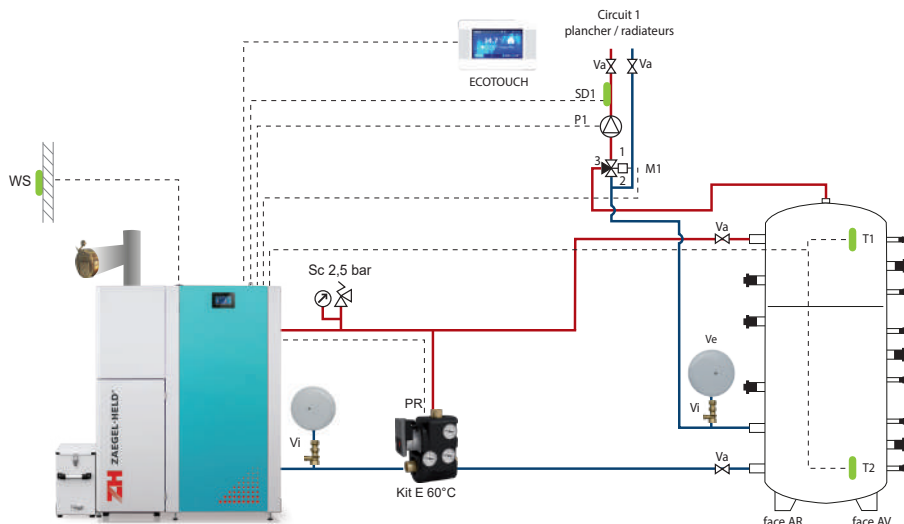 Circuit 1
plancher / radiateurs
Va
Va
ECOTOUCH
SD1
P1
1
3
M1
2
WS
Va
T1
Sc 2,5 bar
Ve
PR
ZAEGEL-HELD
ZH
Vi
Vi
Va
T2
Kit E 60°C
face AR
face AV